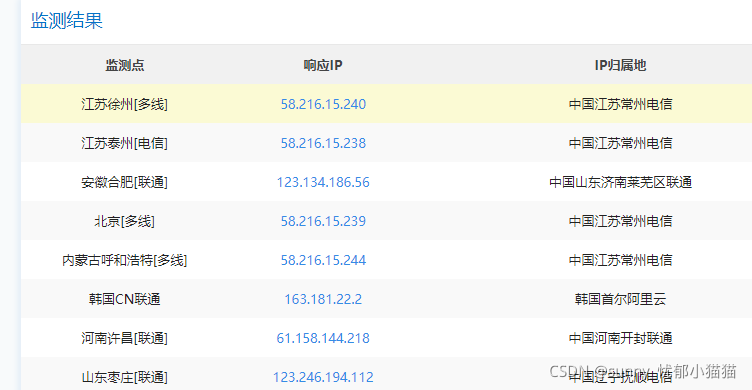 监测结果
监测点 响应IP IP归属地
江苏徐州[多线] 58.216.15.240 中国江苏常州电信
江苏泰州[电信] 58.216.15.238 中国江苏常州电信
安徽合肥[联通] 123.134.186.56 中国山东济南莱芜区联通
北京[多线] 58.216.15.239 中国江苏常州电信
内蒙古呼和浩特[多线] 58.216.15.244 中国江苏常州电信
韩国CN联通 163.181.22.2 韩国首尔阿里云
河南许昌[联通] 61.158.144.218 中国河南开封联通
山东枣庄[联通] 123.246.194.112 中国辽宁抚顺电信
CSDN 忧郁小猫猫